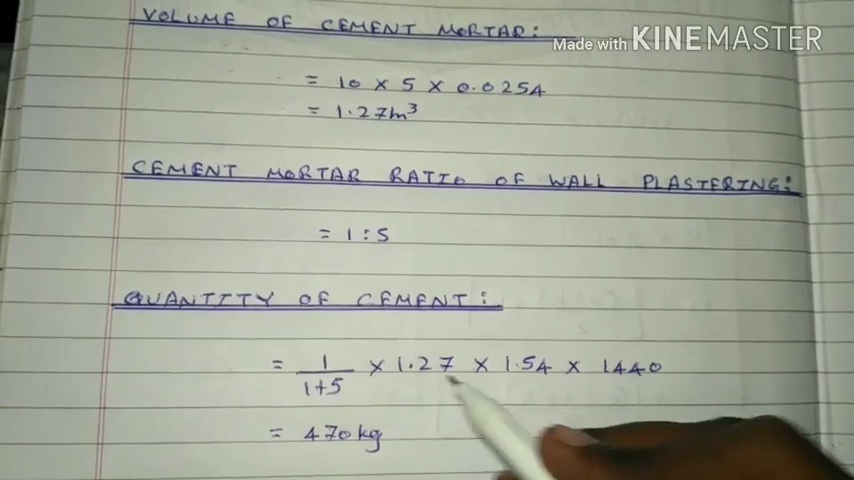 VOLUME OF CEMENT MORTAR:
Made with KINEMASTER
= 10 × 5 × 0.0254
= 1.27m³
CEMENT MORTAR RATIO OF WALL PLASTERING:
= 1:5
QUANTITY OF CEMENT:
= 1/(1+5) × 1.27 × 1.54 × 1440
= 470kg